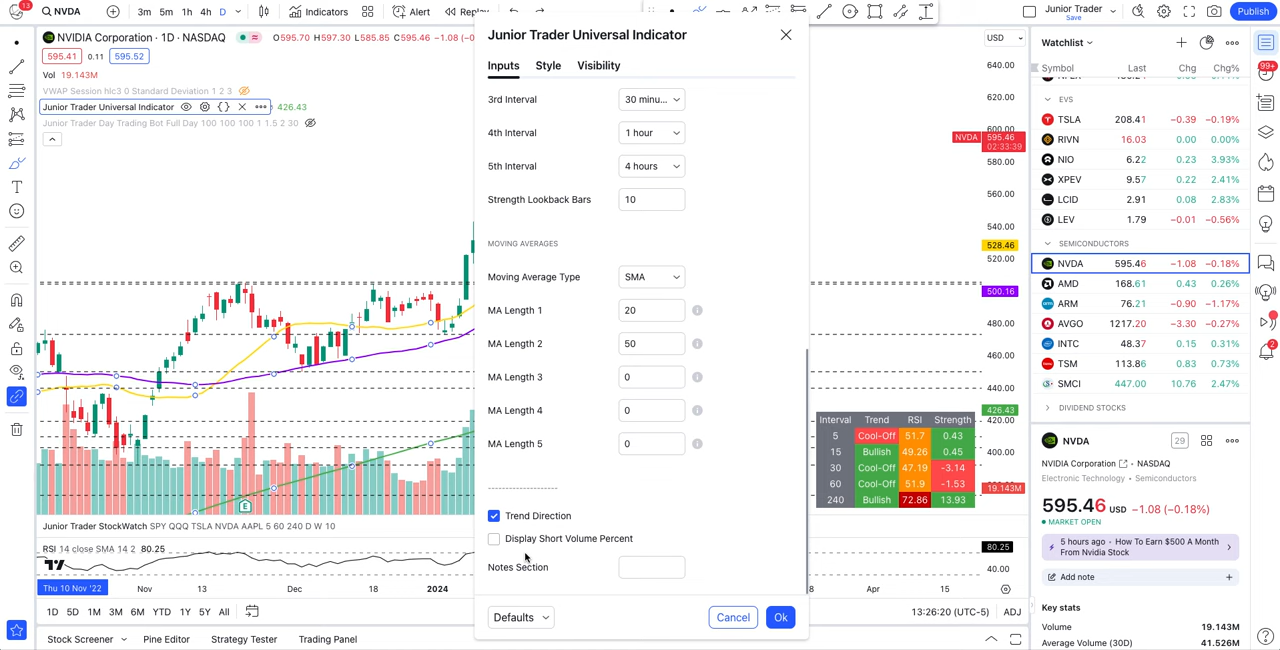 13
NVDA
3m 5m 1h 4h D
Indicators
Alert
Replay
Junior Trader
Save
Publish
NVIDIA Corporation · 1D · NASDAQ
O595.70 H597.30 L585.85 C595.46 −1.08 (−0
595.41 0.11 595.52
Vol 19.143M
VWAP Session hlc3 0 Standard Deviation 1 2 3
Junior Trader Universal Indicator
426.43
Junior Trader Day Trading Bot Full Day 100 100 100 1 1.5 2 30
Junior Trader Universal Indicator
Inputs Style Visibility
3rd Interval 30 minu...
4th Interval 1 hour
5th Interval 4 hours
Strength Lookback Bars 10
MOVING AVERAGES
Moving Average Type SMA
MA Length 1 20
MA Length 2 50
MA Length 3 0
MA Length 4 0
MA Length 5 0
--------------------
Trend Direction
Display Short Volume Percent
Notes Section
Defaults Cancel Ok
USD
640.00
620.00
600.00
NVDA 595.46
02:33:39
580.00
560.00
540.00
528.46
520.00
500.16
480.00
460.00
440.00
426.43
420.00
400.00
19.143M
80.25
40.00
Interval Trend RSI Strength
5 Cool-Off 51.7 0.43
15 Bullish 49.26 0.45
30 Cool-Off 47.19 -3.14
60 Cool-Off 51.9 -1.53
240 Bullish 72.86 13.93
E
Junior Trader StockWatch SPY QQQ TSLA NVDA AAPL 5 60 240 D W 10
RSI 14 close SMA 14 2 80.25
Thu 10 Nov '22 Nov 13 Dec 18 2024 8 Apr 15
1D 5D 1M 3M 6M YTD 1Y 5Y All
13:26:20 (UTC-5) ADJ
Stock Screener Pine Editor Strategy Tester Trading Panel
Watchlist
Symbol Last Chg Chg%
EVS
TSLA 208.41 −0.39 −0.19%
RIVN 16.03 0.00 0.00%
NIO 6.22 0.23 3.93%
XPEV 9.57 0.22 2.41%
LCID 2.91 0.08 2.83%
LEV 1.79 −0.01 −0.56%
SEMICONDUCTORS
NVDA 595.46 −1.08 −0.18%
AMD 168.61 0.43 0.26%
ARM 76.21 −0.90 −1.17%
AVGO 1217.20 −3.30 −0.27%
INTC 48.37 0.15 0.31%
TSM 113.86 0.83 0.73%
SMCI 447.00 10.76 2.47%
DIVIDEND STOCKS
NVDA 29
NVIDIA Corporation · NASDAQ
Electronic Technology · Semiconductors
595.46 USD −1.08 (−0.18%)
MARKET OPEN
5 hours ago · How To Earn $500 A Month
From Nvidia Stock
Add note
Key stats
Volume 19.143M
Average Volume (30D) 41.526M
99+
2